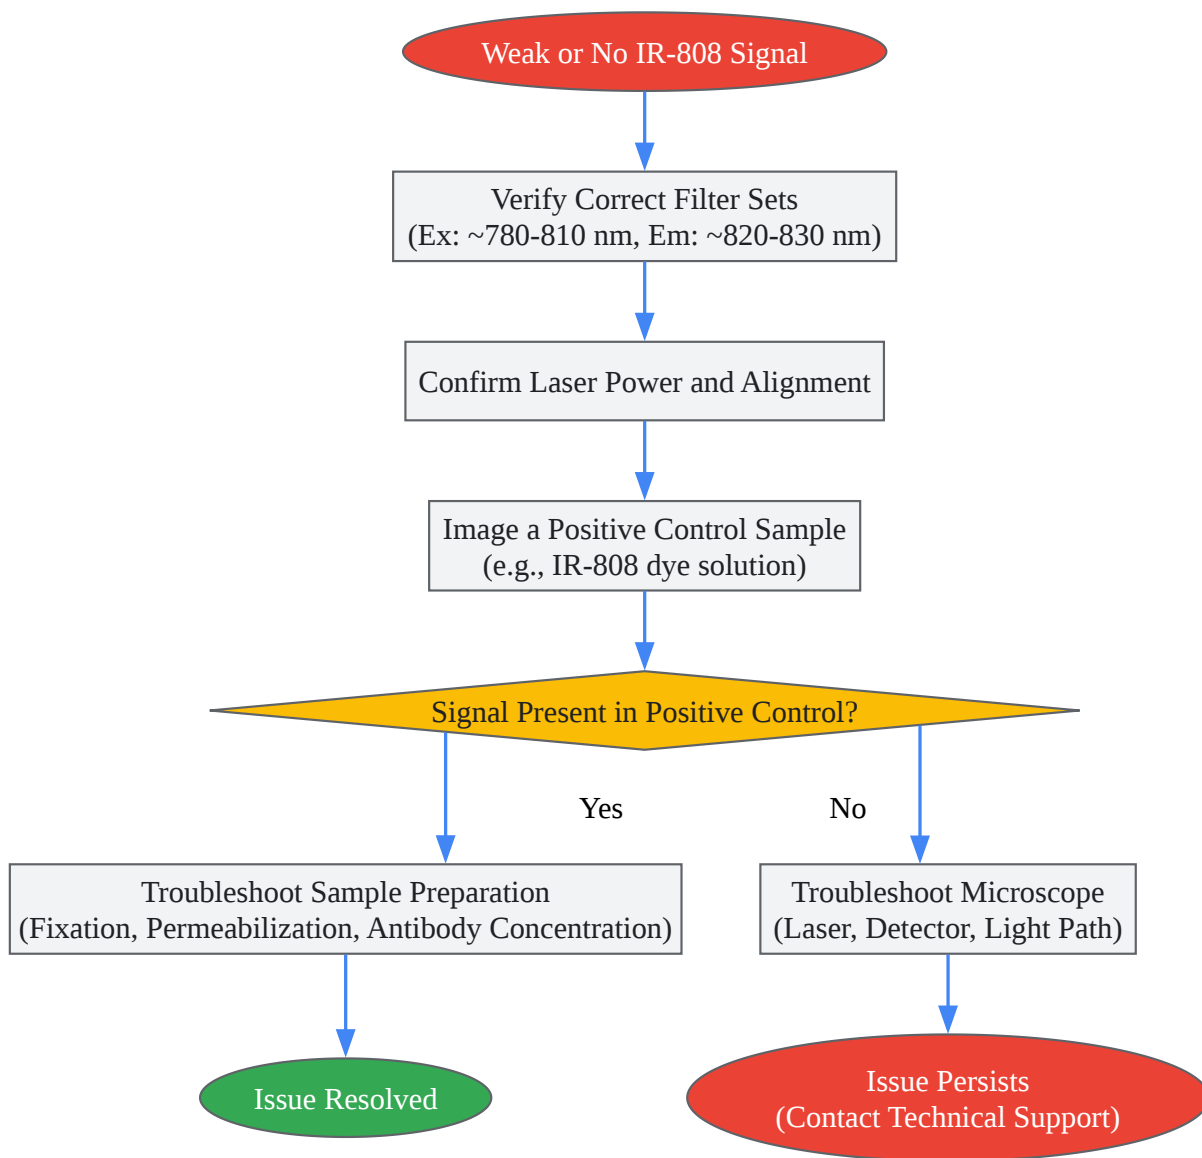 Weak or No IR-808 Signal
Verify Correct Filter Sets
(Ex: ~780-810 nm, Em: ~820-830 nm)
Confirm Laser Power and Alignment
Image a Positive Control Sample
(e.g., IR-808 dye solution)
Signal Present in Positive Control?
Yes
No
Troubleshoot Sample Preparation
(Fixation, Permeabilization, Antibody Concentration)
Troubleshoot Microscope
(Laser, Detector, Light Path)
Issue Resolved
Issue Persists
(Contact Technical Support)